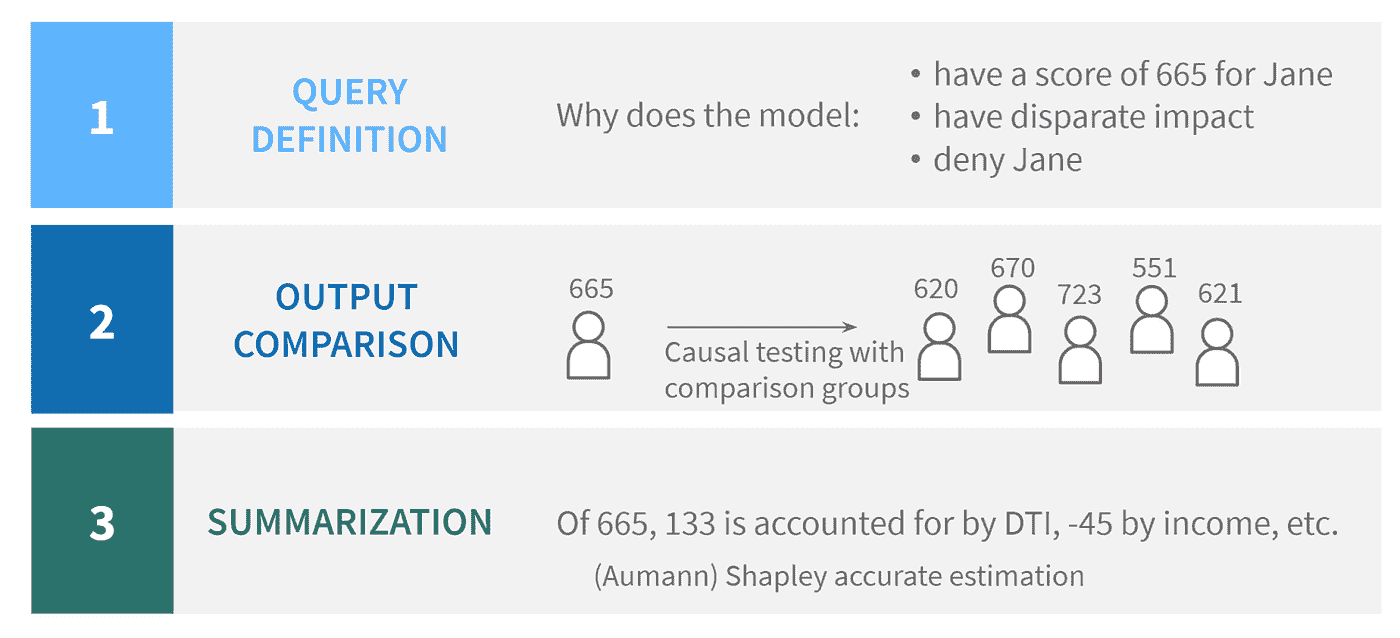 1
QUERY
DEFINITION
Why does the model:
• have a score of 665 for Jane
• have disparate impact
• deny Jane
2
OUTPUT
COMPARISON
665
Causal testing with
comparison groups
620
670
723
551
621
3
SUMMARIZATION
Of 665, 133 is accounted for by DTI, -45 by income, etc.
(Aumann) Shapley accurate estimation